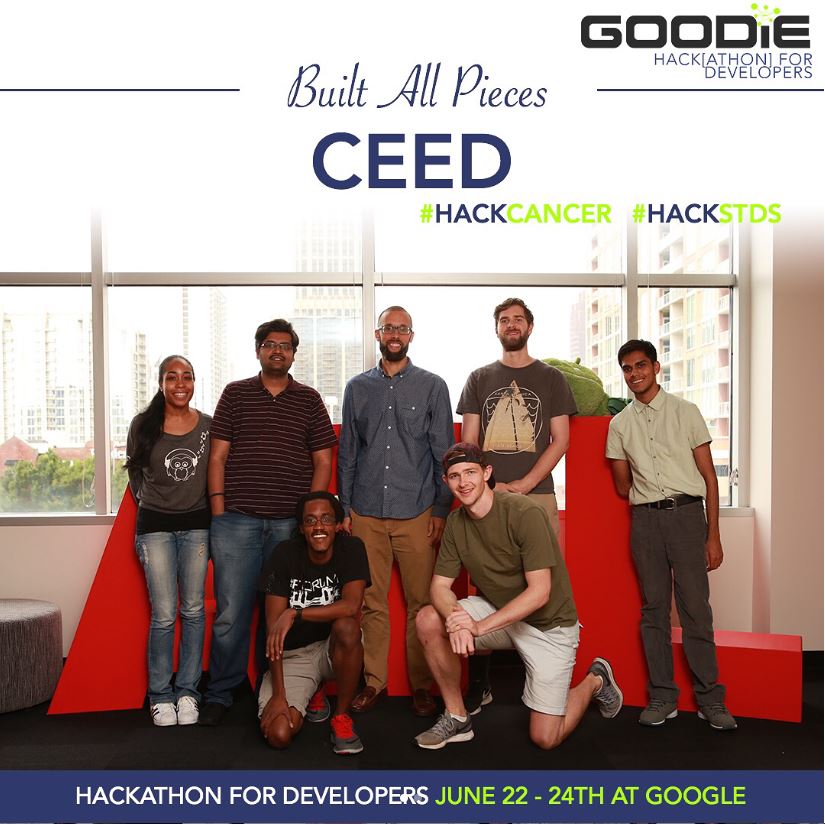 GOODiE
HACK[ATHON] FOR
DEVELOPERS
Built All Pieces
CEED
#HACKCANCER #HACKSTDS
HACKATHON FOR DEVELOPERS JUNE 22 - 24TH AT GOOGLE